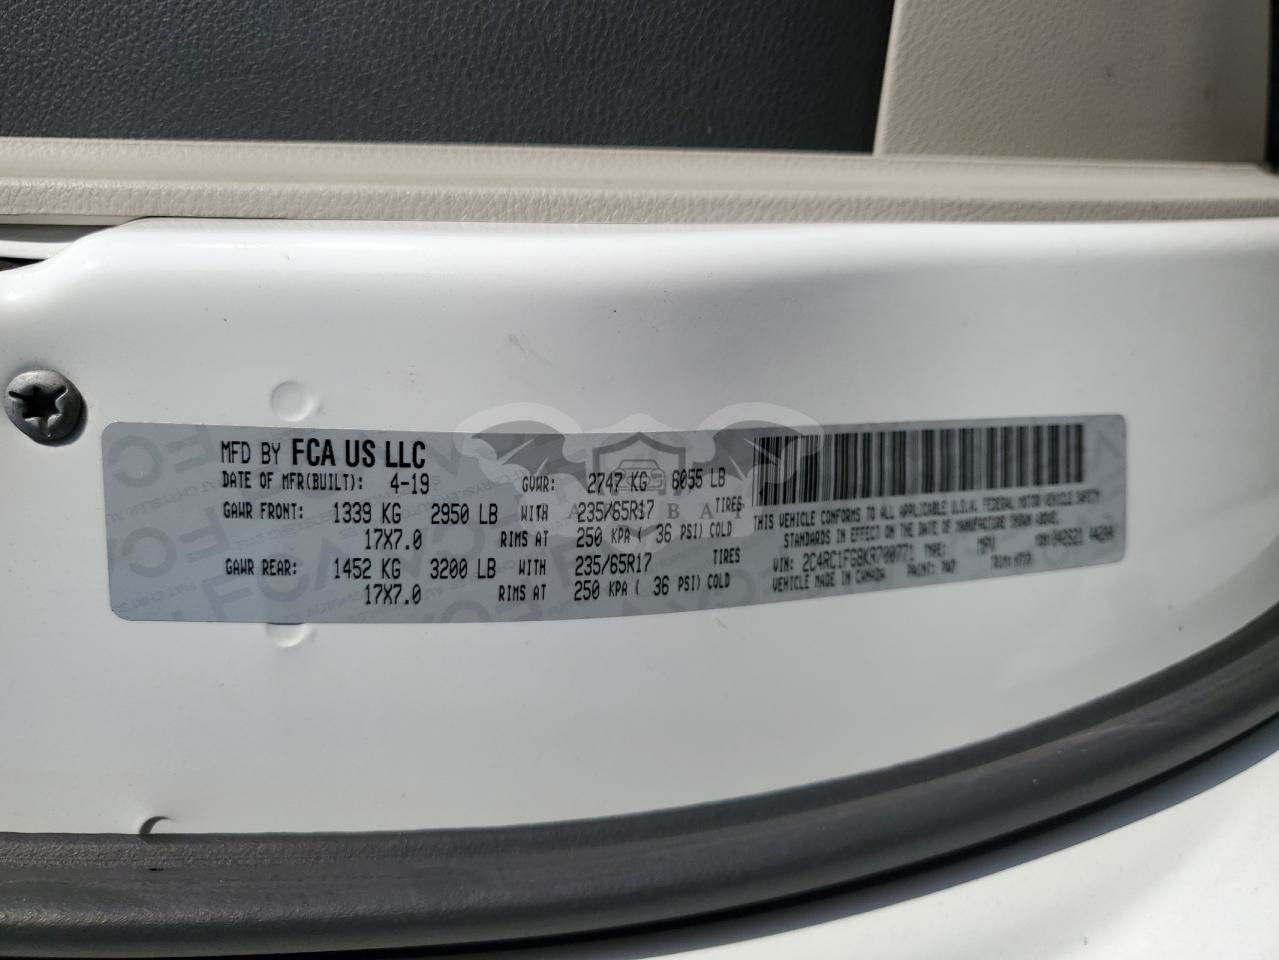 MFD BY FCA US LLC
DATE OF MFR(BUILT): 4-19 GVWR: 2747 KG 6055 LB
GAWR FRONT: 1339 KG 2950 LB WITH 235/65R17 TIRES
17X7.0 RIMS AT 250 KPA ( 36 PSI) COLD
GAWR REAR: 1452 KG 3200 LB WITH 235/65R17 TIRES
17X7.0 RIMS AT 250 KPA ( 36 PSI) COLD
THIS VEHICLE CONFORMS TO ALL APPLICABLE U.S.A. FEDERAL MOTOR VEHICLE SAFETY
STANDARDS IN EFFECT ON THE DATE OF MANUFACTURE SHOWN ABOVE.
VIN: 2C4RC1FG8KR700771 TYPE: MPV
VEHICLE MADE IN CANADA PAINT: PW7 TRIM: